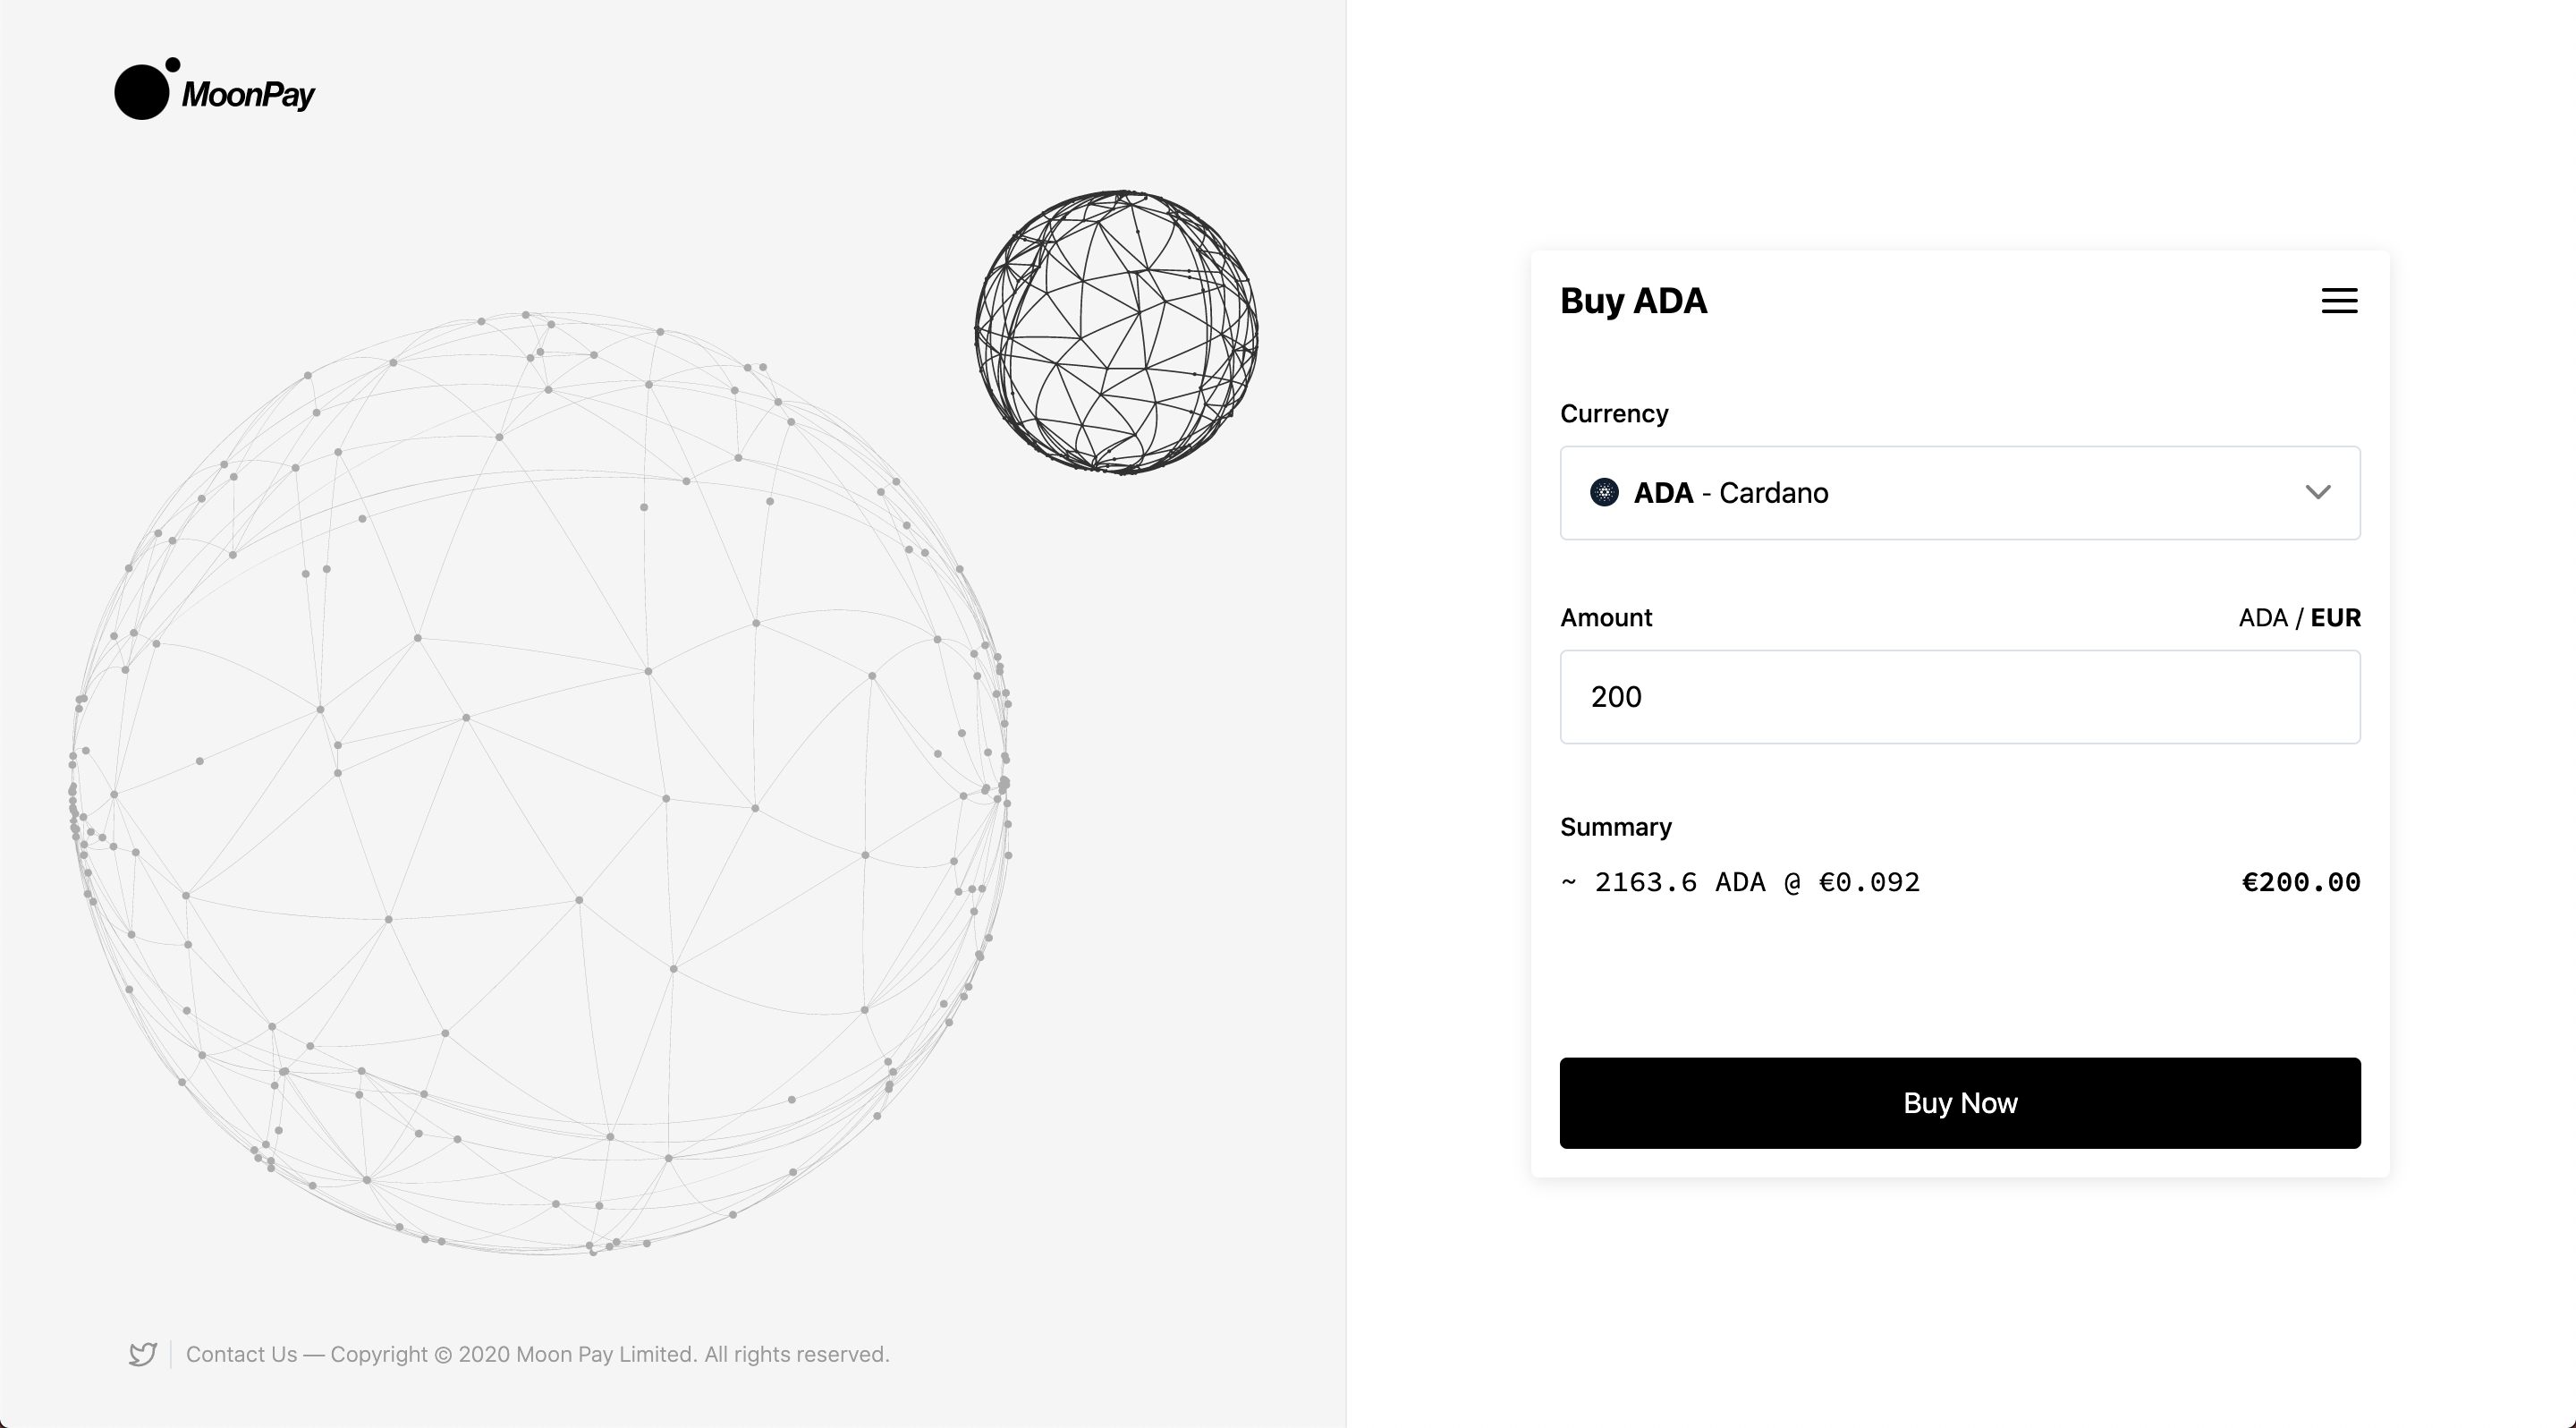 MoonPay
Buy ADA
Currency
ADA - Cardano
Amount
ADA / EUR
200
Summary
~ 2163.6 ADA @ €0.092
€200.00
Buy Now
Contact Us — Copyright © 2020 Moon Pay Limited. All rights reserved.